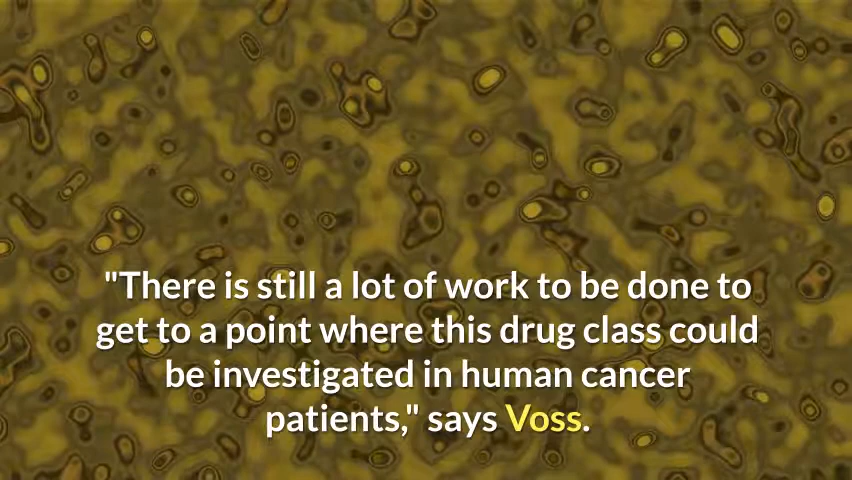 "There is still a lot of work to be done to
get to a point where this drug class could
be investigated in human cancer
patients," says Voss.